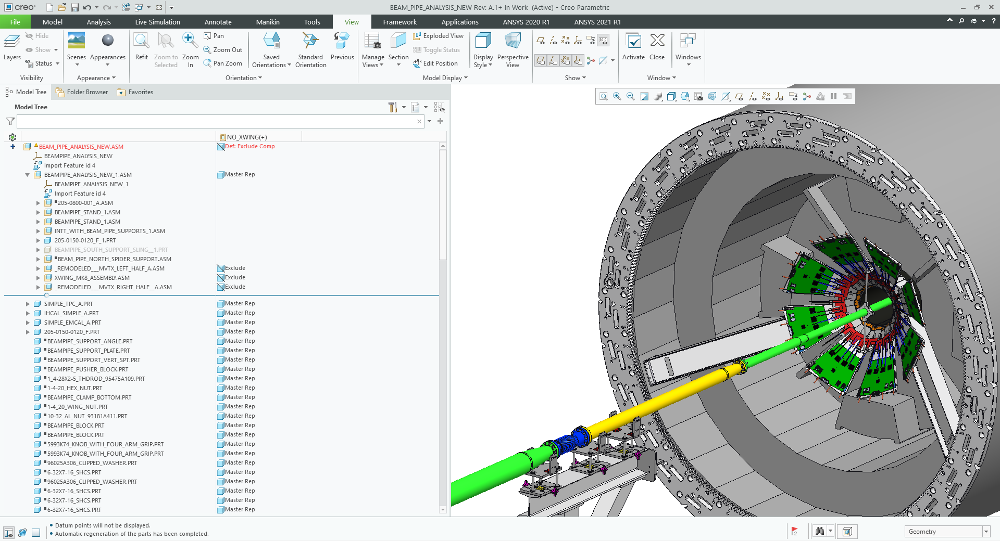 creo
BEAM_PIPE_ANALYSIS_NEW Rev: A.1+ In Work (Active) - Creo Parametric
File Model Analysis Live Simulation Annotate Manikin Tools View Framework Applications ANSYS 2020 R1 ANSYS 2021 R1
Layers
Hide
Show
Status
Visibility
Scenes
Appearances
Appearance
Refit
Zoom to Selected
Zoom In
Pan
Zoom Out
Pan Zoom
Saved Orientations
Standard Orientation
Previous
Orientation
Manage Views
Section
Exploded View
Toggle Status
Edit Position
Display Style
Perspective View
Model Display
10.0
Show
Activate
Close
Windows
Window
Model Tree Folder Browser Favorites
Model Tree
NO_XWING(+)
BEAM_PIPE_ANALYSIS_NEW.ASM Def: Exclude Comp
BEAMPIPE_ANALYSIS_NEW
Import Feature id 4
BEAMPIPE_ANALYSIS_NEW_1.ASM Master Rep
BEAMPIPE_ANALYSIS_NEW_1
Import Feature id 4
205-0800-001_A.ASM
BEAMPIPE_STAND_1.ASM
BEAMPIPE_STAND_1.ASM
INTT_WITH_BEAM_PIPE_SUPPORTS_1.ASM
205-0150-0120_F_1.PRT
BEAMPIPE_SOUTH_SUPPORT_SLING__1.PRT
BEAM_PIPE_NORTH_SPIDER_SUPPORT.ASM
_REMODELED___MVTX_LEFT_HALF_A.ASM Exclude
XWING_MK8_ASSEMBLY.ASM Exclude
_REMODELED___MVTX_RIGHT_HALF__A.ASM Exclude
SIMPLE_TPC_A.PRT Master Rep
IHCAL_SIMPLE_A.PRT Master Rep
SIMPLE_EMCAL_A.PRT Master Rep
205-0150-0120_F.PRT Master Rep
BEAMPIPE_SUPPORT_ANGLE.PRT Master Rep
BEAMPIPE_SUPPORT_PLATE.PRT Master Rep
BEAMPIPE_SUPPORT_VERT_SPT.PRT Master Rep
BEAMPIPE_PUSHER_BLOCK.PRT Master Rep
1_4-28X2-5_THDROD_95475A109.PRT Master Rep
1-4-20_HEX_NUT.PRT Master Rep
BEAMPIPE_CLAMP_BOTTOM.PRT Master Rep
1-4_20_WING_NUT.PRT Master Rep
10-32_AL_NUT_93181A411.PRT Master Rep
BEAMPIPE_BLOCK.PRT Master Rep
BEAMPIPE_BLOCK.PRT Master Rep
5993K74_KNOB_WITH_FOUR_ARM_GRIP.PRT Master Rep
5993K74_KNOB_WITH_FOUR_ARM_GRIP.PRT Master Rep
96025A306_CLIPPED_WASHER.PRT Master Rep
6-32X7-16_SHCS.PRT Master Rep
96025A306_CLIPPED_WASHER.PRT Master Rep
6-32X7-16_SHCS.PRT Master Rep
6-32X7-16_SHCS.PRT Master Rep
6-32X7-16_SHCS.PRT Master Rep
• Datum points will not be displayed.
• Automatic regeneration of the parts has been completed.
2
Geometry